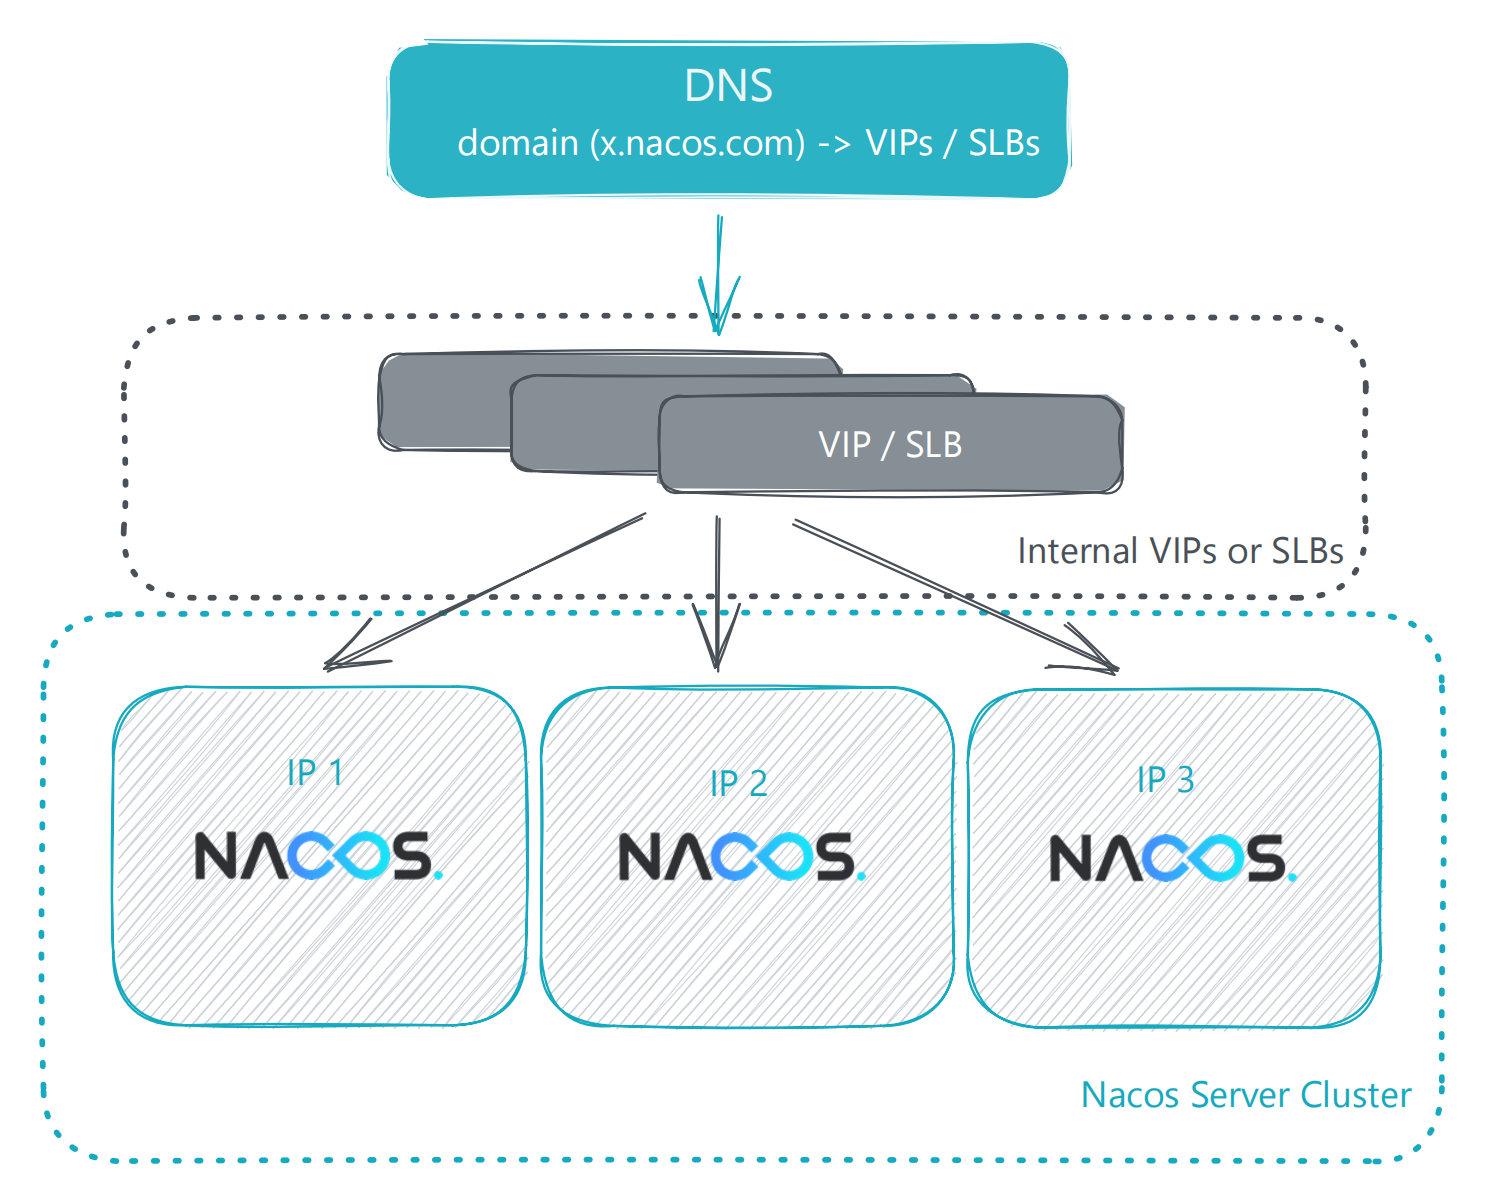 DNS
domain (x.nacos.com) -> VIPs / SLBs
VIP / SLB
Internal VIPs or SLBs
IP 1
IP 2
IP 3
NACOS.
NACOS.
NACOS.
Nacos Server Cluster